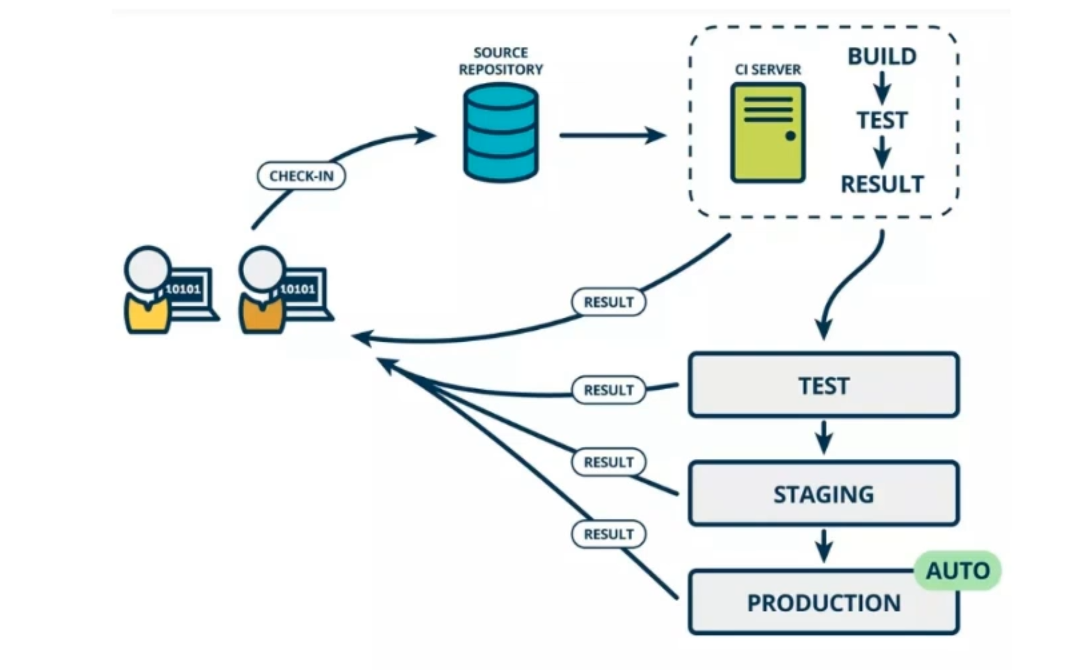 SOURCE
REPOSITORY
CI SERVER
BUILD
TEST
RESULT
CHECK-IN
10101
10101
RESULT
RESULT
TEST
RESULT
STAGING
RESULT
AUTO
PRODUCTION